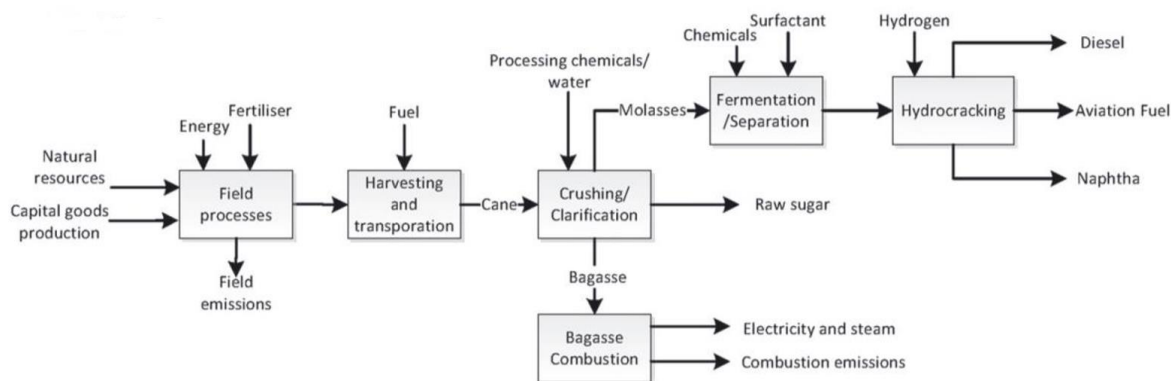 Surfactant
Chemicals
Hydrogen
Diesel
Processing chemicals/
water
Molasses
Fermentation
/Separation
Hydrocracking
Aviation Fuel
Fertiliser
Energy
Fuel
Natural
resources
Capital goods
production
Field
processes
Harvesting
and
transporation
Cane
Crushing/
Clarification
Raw sugar
Naphtha
Field
emissions
Bagasse
Bagasse
Combustion
Electricity and steam
Combustion emissions